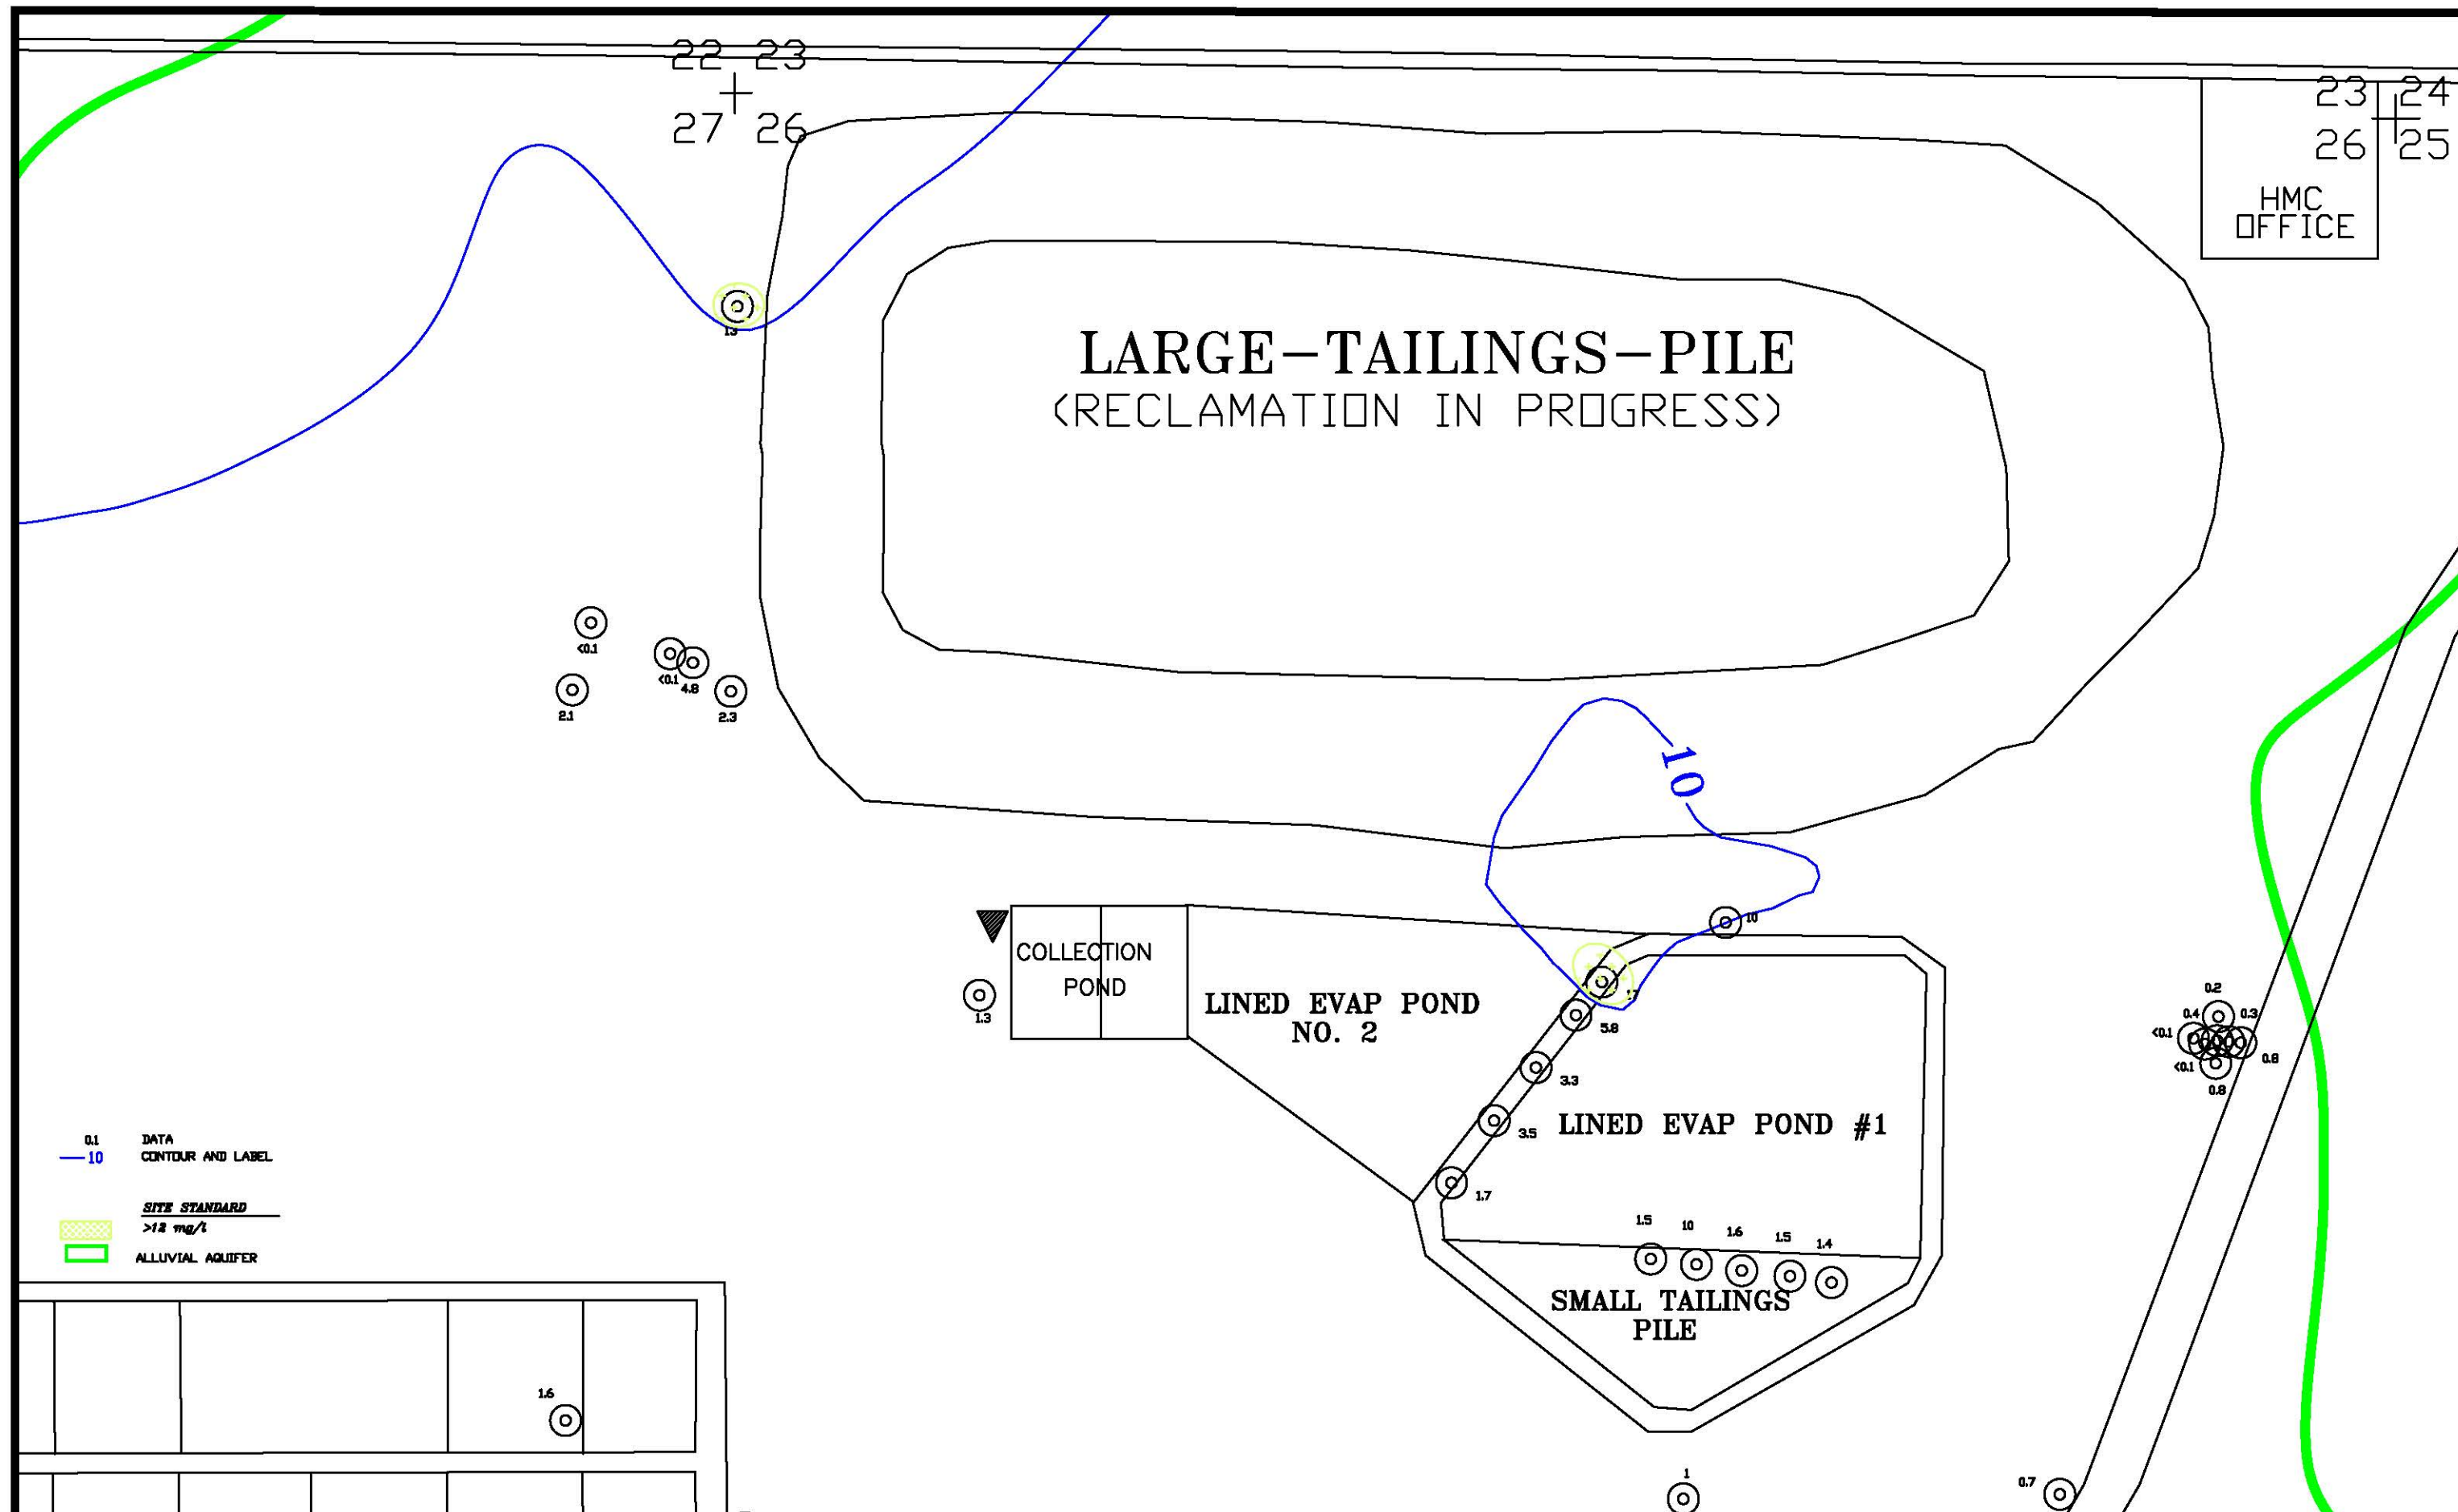 22 23
27 26
23 24
26 25
HMC
OFFICE
13
LARGE-TAILINGS-PILE
(RECLAMATION IN PROGRESS)
<0.1
<0.1
4.8
2.1
2.3
10
10
COLLECTION
POND
1.3
LINED EVAP POND
NO. 2
17
5.8
3.3
3.5
1.7
LINED EVAP POND #1
0.2
0.4
0.3
<0.1
0.8
<0.1
0.8
0.1 DATA
10 CONTOUR AND LABEL
SITE STANDARD
>12 mg/l
ALLUVIAL AQUIFER
1.5
10
1.6
1.5
1.4
SMALL TAILINGS
PILE
1.6
1
0.7